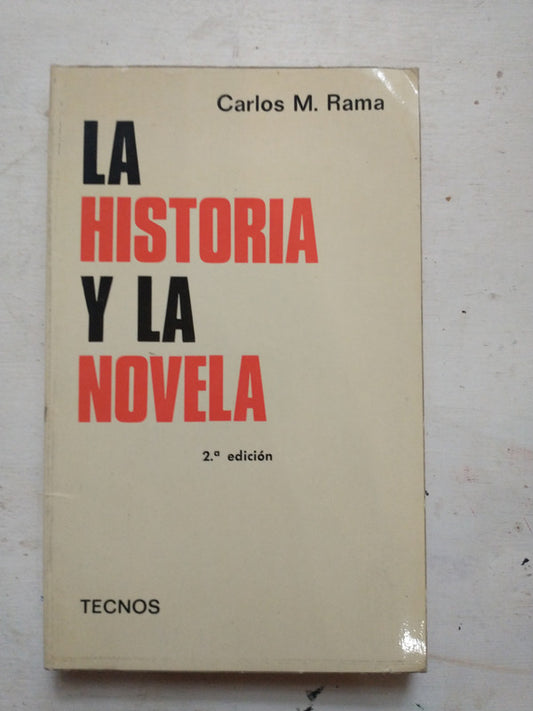 Carlos M. Rama
LA
HISTORIA
Y LA
NOVELA
2.ª edición
TECNOS